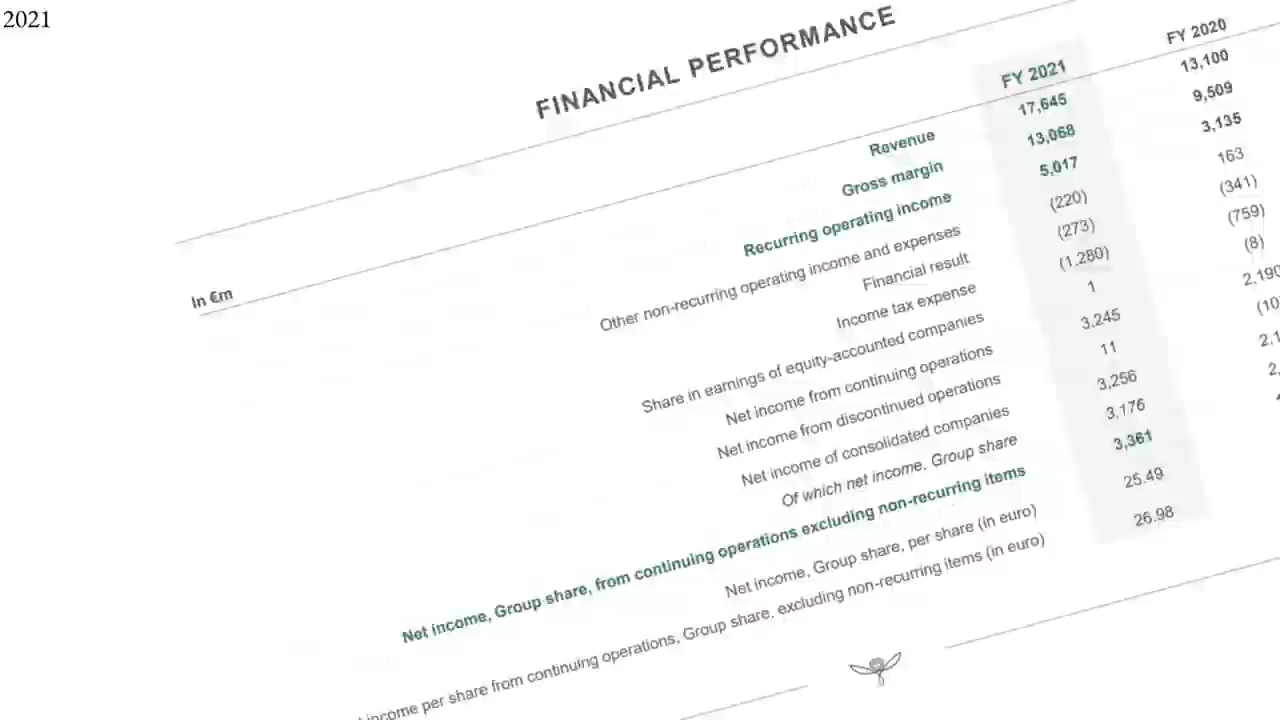 2021
FINANCIAL PERFORMANCE
In €m FY 2021 FY 2020
Revenue 17,645 13,100
Gross margin 13,068 9,509
Recurring operating income 5,017 3,135
Other non-recurring operating income and expenses (220) 163
Financial result (273) (341)
Income tax expense (1,280) (759)
Share in earnings of equity-accounted companies 1 (8)
Net income from continuing operations 3,245 2,190
Net income from discontinued operations 11 (10
Net income of consolidated companies 3,256 2,1
Of which net income, Group share 3,176 2,
Net income, Group share, from continuing operations excluding non-recurring items 3,361
Net income, Group share, per share (in euro) 25.49
income per share from continuing operations, Group share, excluding non-recurring items (in euro) 26.98